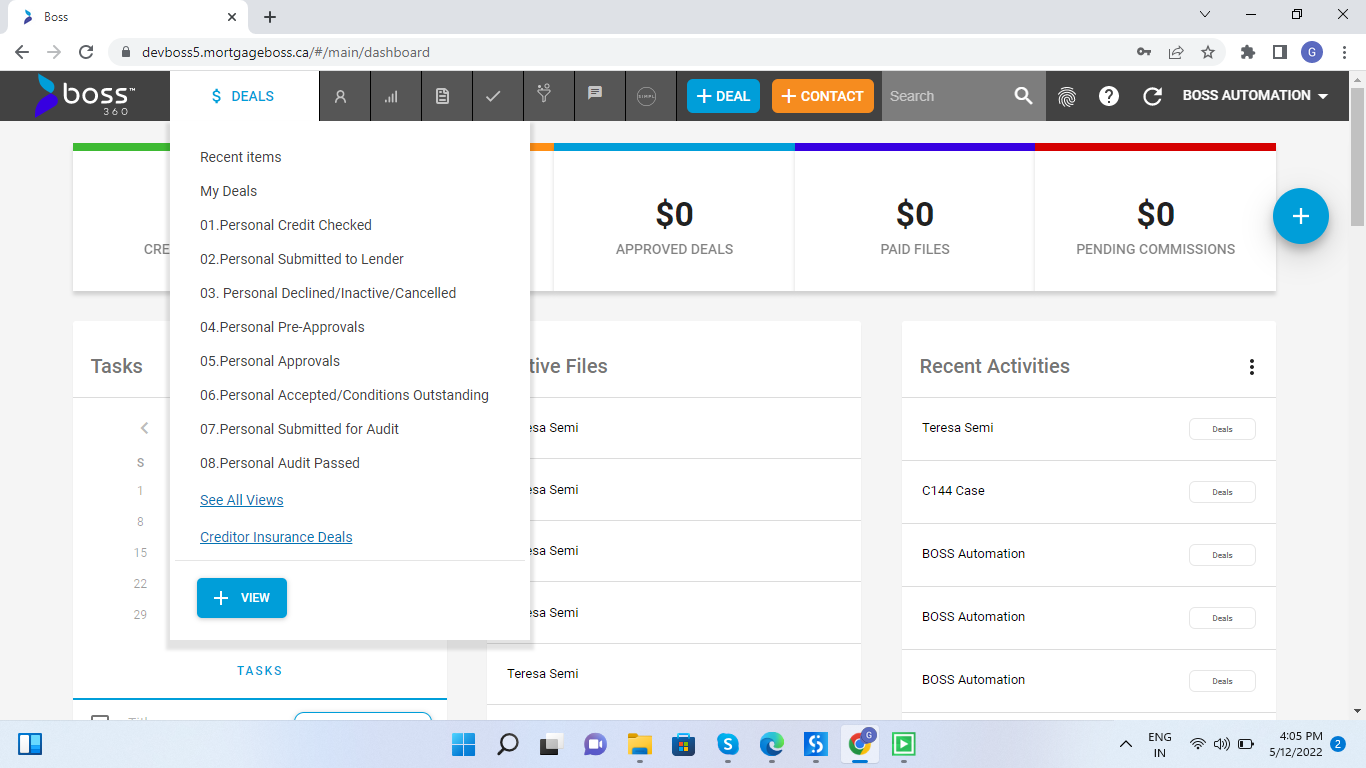 Boss
devboss5.mortgageboss.ca/#/main/dashboard
G
boss™
360
$ DEALS
SIMPL
+ DEAL
+ CONTACT
Search
BOSS AUTOMATION
Recent items
My Deals
01.Personal Credit Checked
02.Personal Submitted to Lender
03. Personal Declined/Inactive/Cancelled
04.Personal Pre-Approvals
05.Personal Approvals
06.Personal Accepted/Conditions Outstanding
07.Personal Submitted for Audit
08.Personal Audit Passed
See All Views
Creditor Insurance Deals
+ VIEW
CRE
$0
APPROVED DEALS
$0
PAID FILES
$0
PENDING COMMISSIONS
+
Tasks
S
1
8
15
22
29
TASKS
tive Files
esa Semi
esa Semi
esa Semi
esa Semi
Teresa Semi
Recent Activities
Teresa Semi Deals
C144 Case Deals
BOSS Automation Deals
BOSS Automation Deals
BOSS Automation Deals
G
ENG
IN
4:05 PM
5/12/2022
2